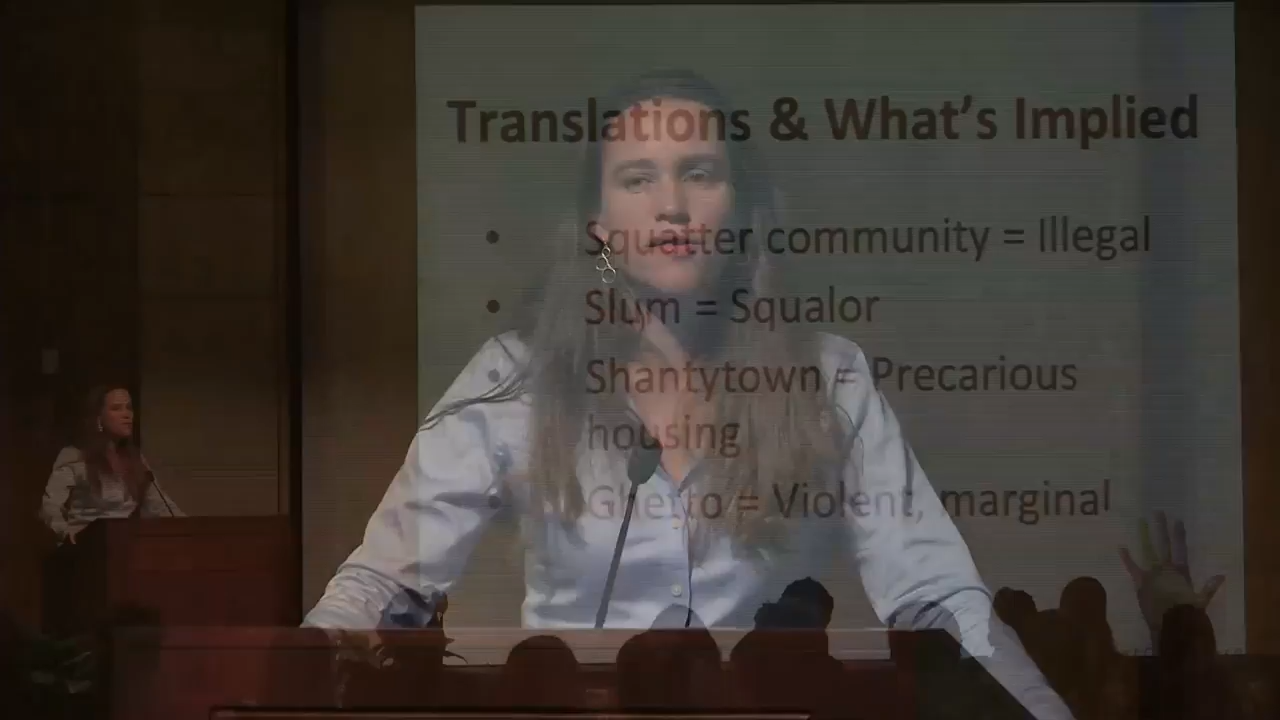 Translations & What's Implied
• Squatter community = Illegal
• Slum = Squalor
Shantytown = Precarious
housing
Ghetto = Violent, marginal